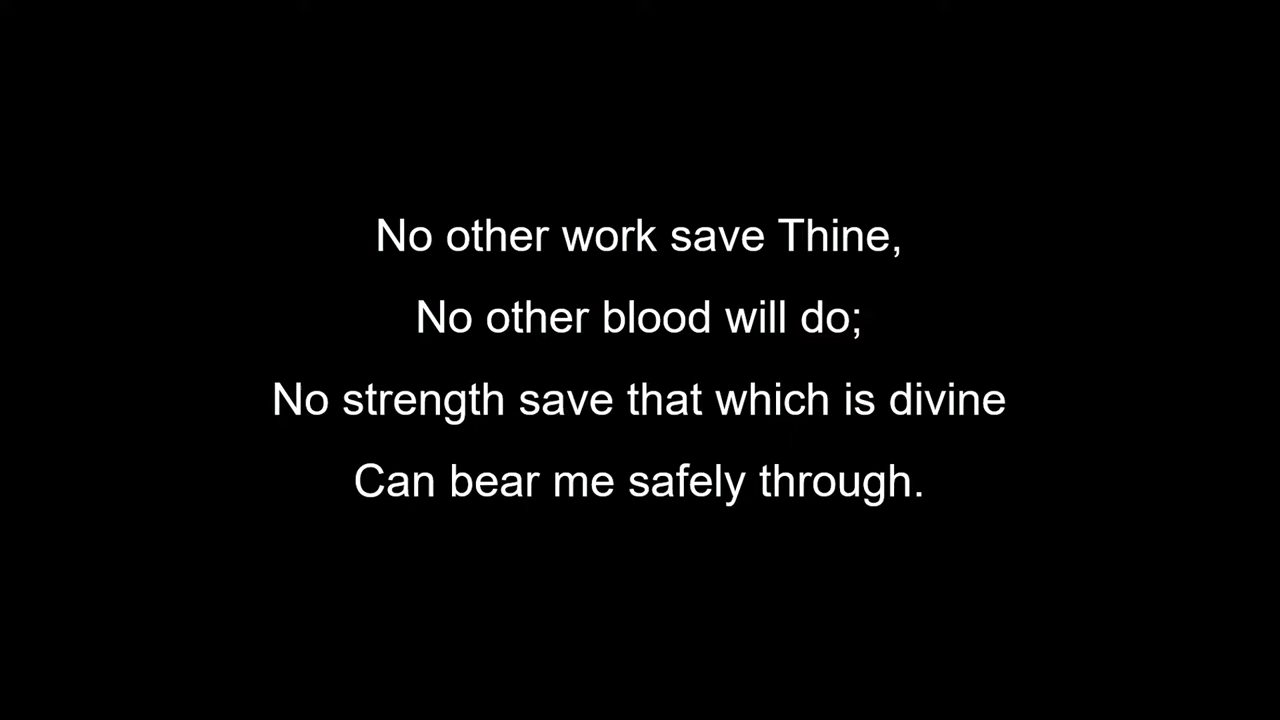 No other work save Thine,
No other blood will do;
No strength save that which is divine
Can bear me safely through.